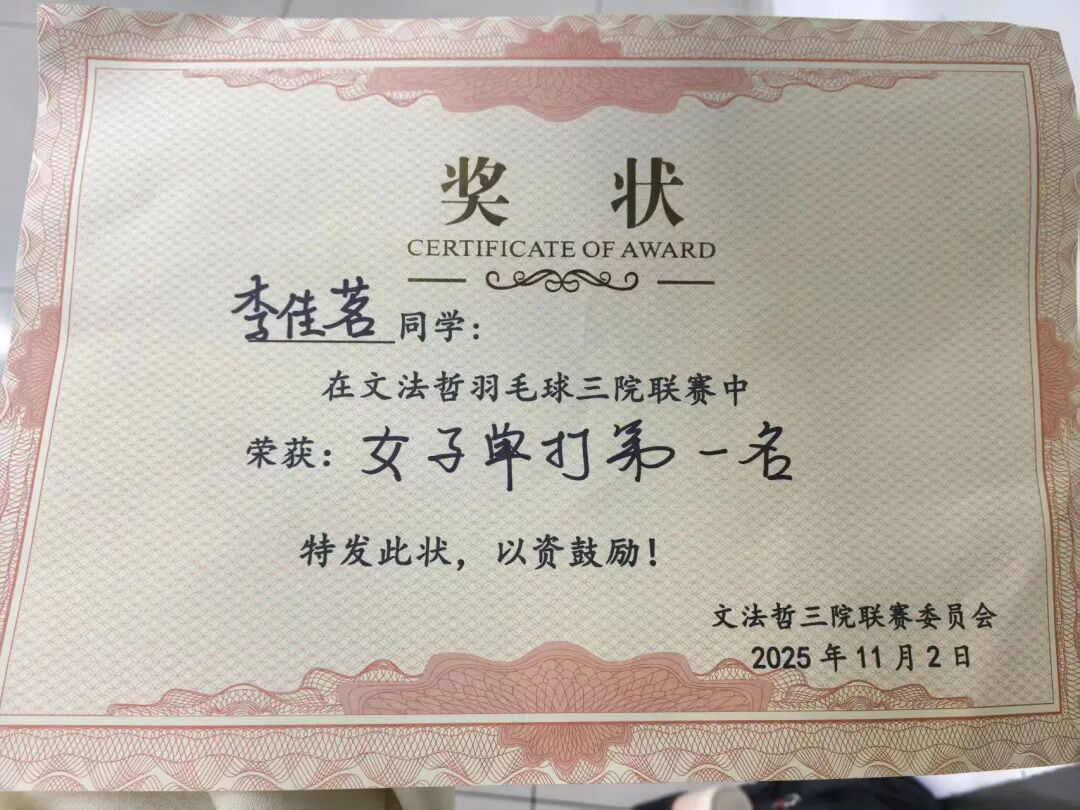 奖 状
CERTIFICATE OF AWARD
李佳茗 同学：
在文法哲羽毛球三院联赛中
荣获：女子单打第一名
特发此状，以资鼓励！
文法哲三院联赛委员会
2025年11月2日